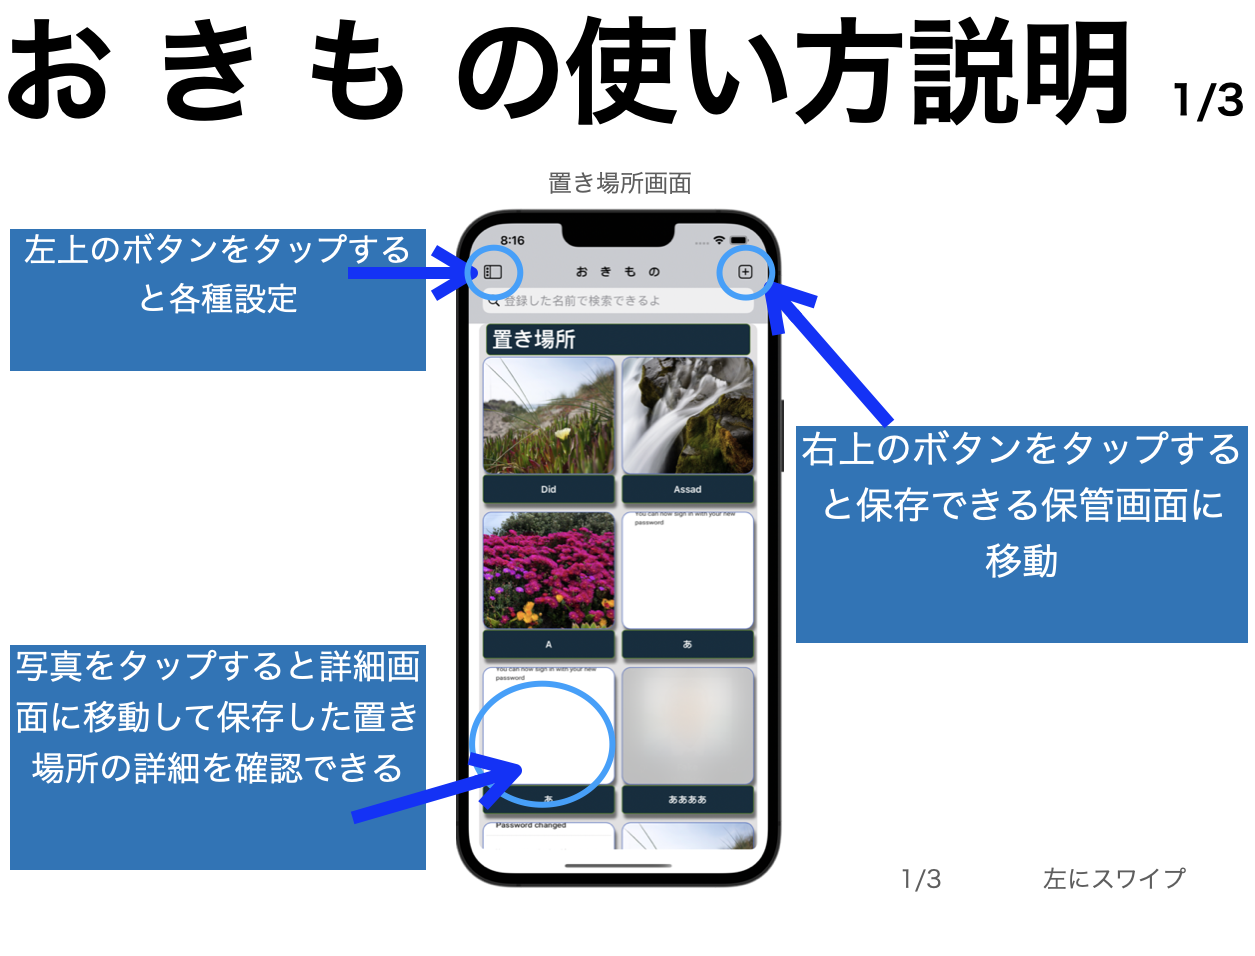 お き も の使い方説明 1/3
置き場所画面
左上のボタンをタップする
と各種設定
8:16
お き も の
登録した名前で検索できるよ
置き場所
Did
Assad
右上のボタンをタップする
と保存できる保管画面に
移動
You can now sign in with your new
password
A
あ
写真をタップすると詳細画
面に移動して保存した置き
場所の詳細を確認できる
You can now sign in with your new
password
あ
ああああ
Password changed
1/3
左にスワイプ